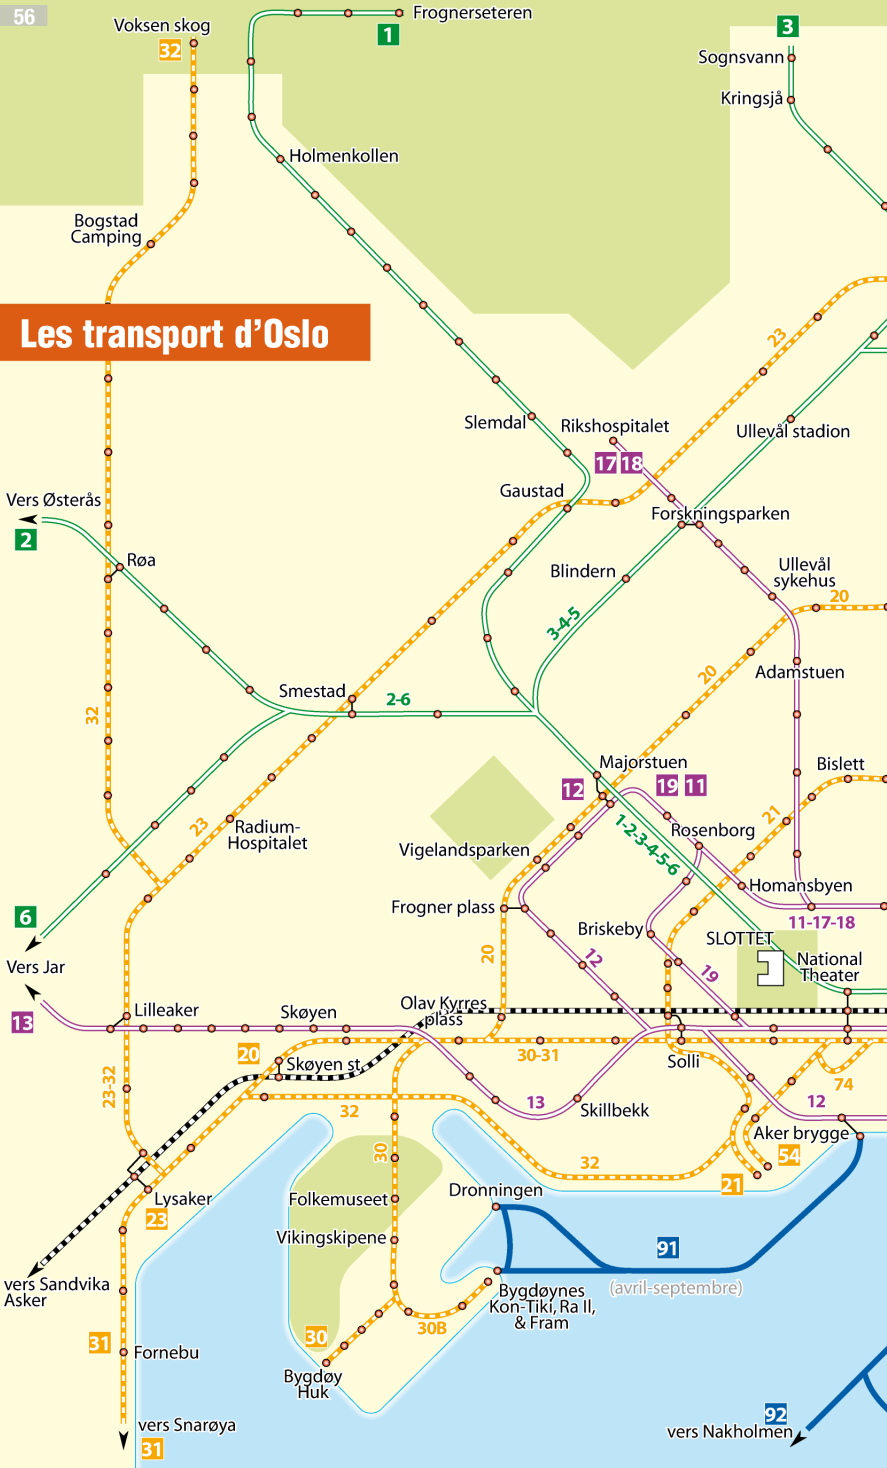 56
Voksen skog
32
Frognerseteren
1
3
Sognsvann
Kringsjå
Holmenkollen
Bogstad
Camping
Les transport d'Oslo
23
Slemdal
Rikshospitalet
17 18
Ullevål stadion
Gaustad
Vers Østerås
2
Forskningsparken
Røa
Blindern
Ullevål
sykehus
20
3-4-5
20
Adamstuen
Smestad
2-6
32
Majorstuen
12
19 11
Bislett
21
23
Radium-
Hospitalet
1-2-3-4-5-6
Rosenborg
Vigelandsparken
Homansbyen
Frogner plass
11-17-18
6
Briskeby
SLOTTET
20
12
19
National
Theater
Vers Jar
13
Lilleaker
Skøyen
Olav Kyrres
plass
20
Skøyen st
30-31
Solli
23-32
74
32
13
Skillbekk
12
Aker brygge
30
54
32
21
Lysaker
23
Folkemuseet
Dronningen
Vikingskipene
91
(avril-septembre)
vers Sandvika
Asker
Bygdøynes
Kon-Tiki, Ra II,
& Fram
30B
30
31
Fornebu
Bygdøy
Huk
vers Snarøya
31
92
vers Nakholmen